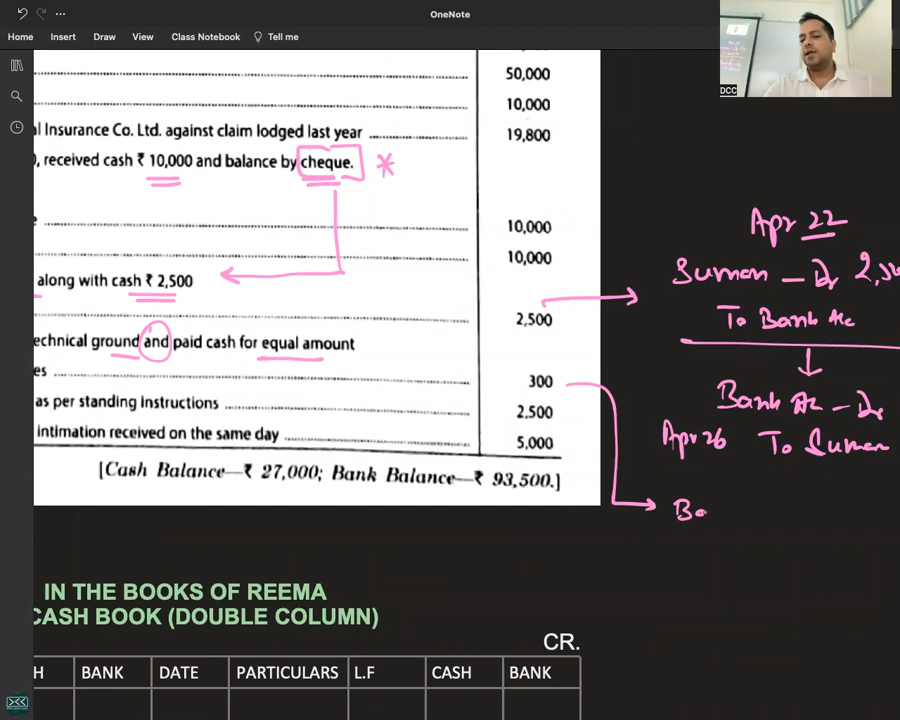 OneNote
Home Insert Draw View Class Notebook Tell me
DCC
50,000
10,000
al Insurance Co. Ltd. against claim lodged last year 19,800
0, received cash ₹ 10,000 and balance by cheque. *
Apr 22
10,000
10,000
Suman - Dr
along with cash ₹ 2,500
To Bank A/c
2,500
echnical ground and paid cash for equal amount
es 300
Bank A/c - Dr
as per standing Instructions 2,500
intimation received on the same day 5,000
Apr 26 To Suman
[Cash Balance—₹ 27,000; Bank Balance—₹ 93,500.]
Ba
IN THE BOOKS OF REEMA
CASH BOOK (DOUBLE COLUMN)
CR.
H BANK DATE PARTICULARS L.F CASH BANK